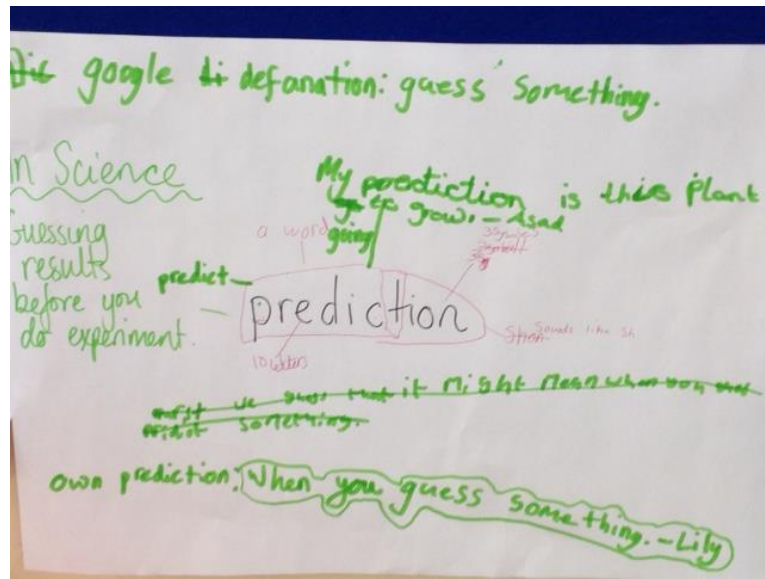 google defanation: guess something.
in Science
Guessing
results
before you
do experiment.
My prediction is this plant
going to grow. - Asad
a word
predict
prediction
10 letters
Sounds like sh
it might mean when you
something.
own prediction: When you guess something. - Lily